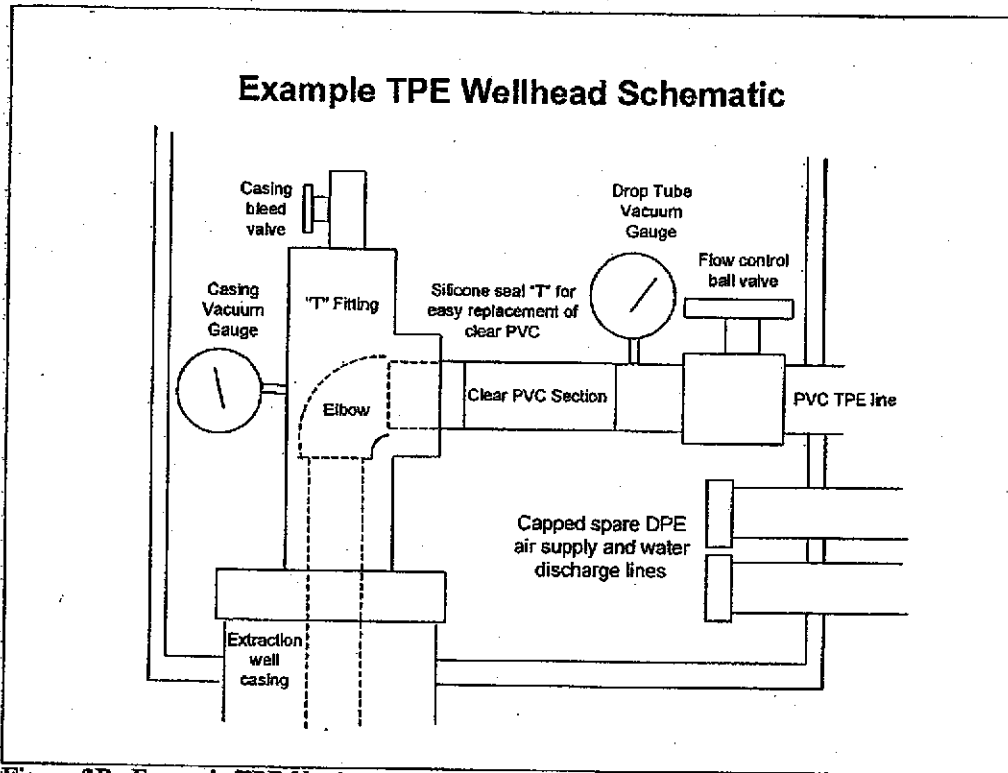 Example TPE Wellhead Schematic
Casing
bleed
valve
Drop Tube
Vacuum
Gauge
Flow control
ball valve
Casing
Vacuum
Gauge
"T" Fitting
Silicone seal "T" for
easy replacement of
clear PVC
Elbow
Clear PVC Section
PVC TPE line
Capped spare DPE
air supply and water
discharge lines
Extraction
well
casing